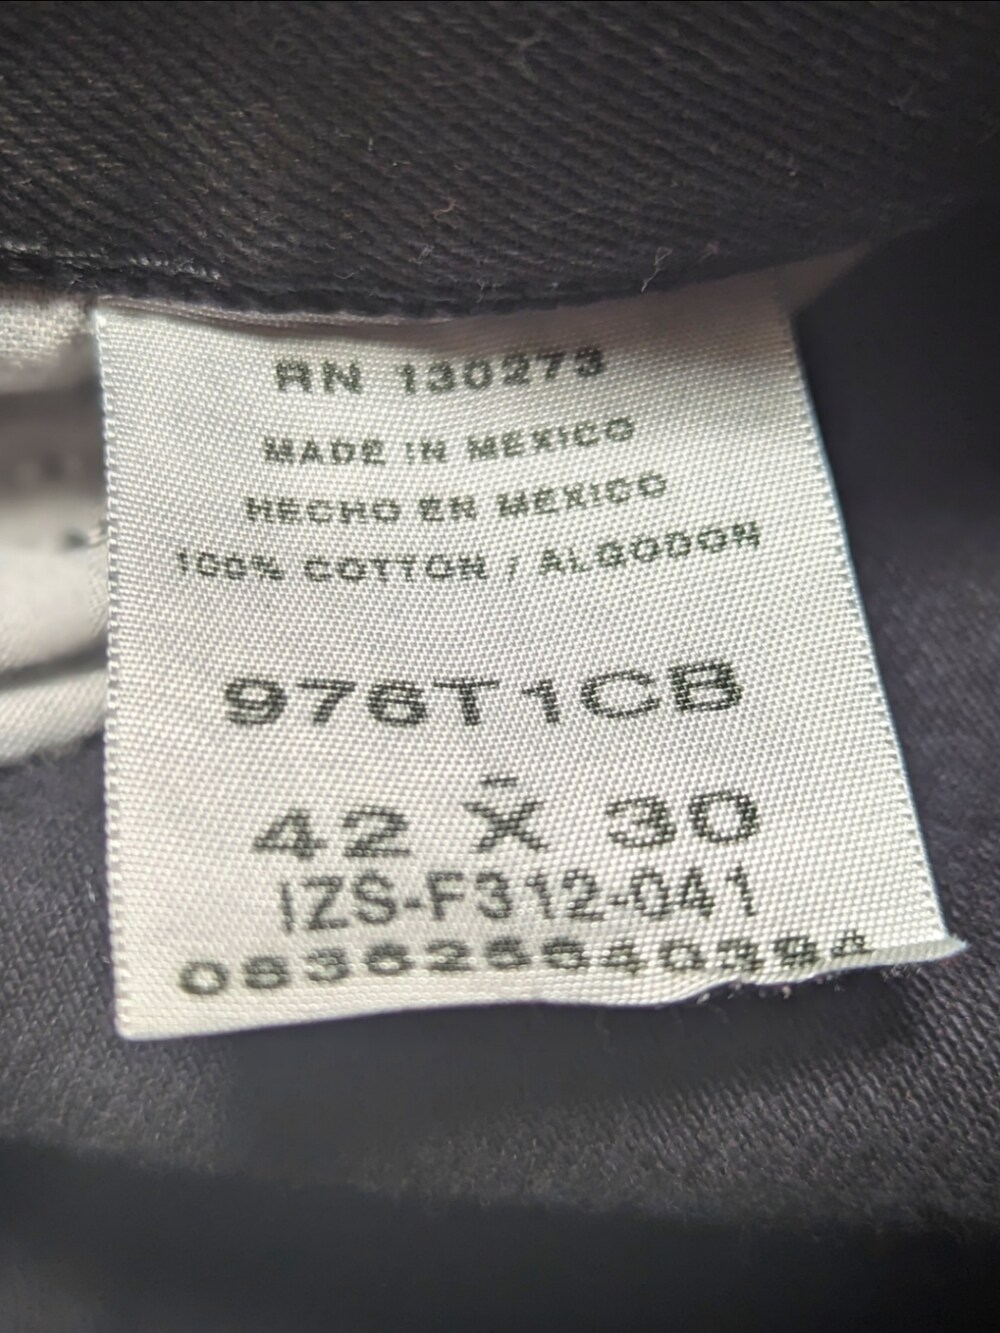 RN 130273
MADE IN MEXICO
HECHO EN MEXICO
100% COTTON / ALGODON
976T1CB
42 X 30
IZS-F312-041